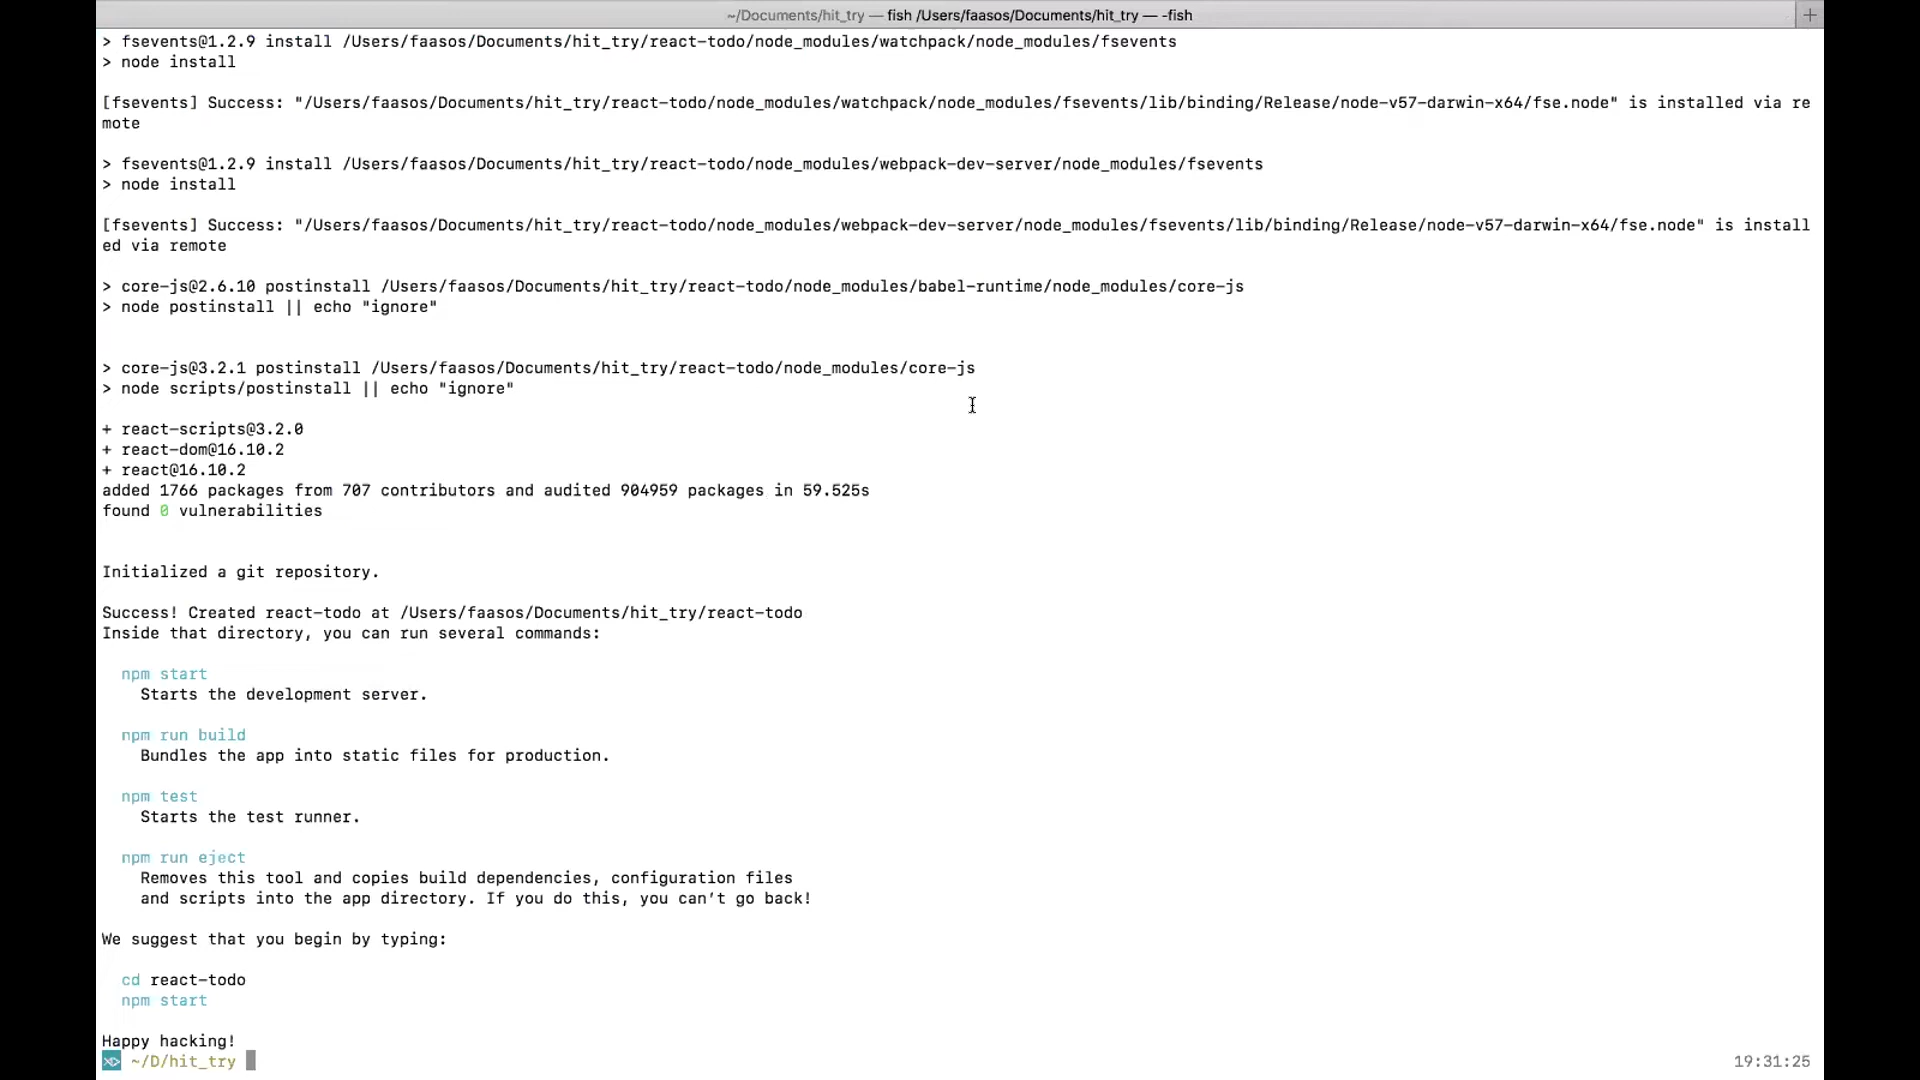 ~/Documents/hit_try — fish /Users/faasos/Documents/hit_try — -fish
> fsevents@1.2.9 install /Users/faasos/Documents/hit_try/react-todo/node_modules/watchpack/node_modules/fsevents
> node install
[fsevents] Success: "/Users/faasos/Documents/hit_try/react-todo/node_modules/watchpack/node_modules/fsevents/lib/binding/Release/node-v57-darwin-x64/fse.node" is installed via re
mote
> fsevents@1.2.9 install /Users/faasos/Documents/hit_try/react-todo/node_modules/webpack-dev-server/node_modules/fsevents
> node install
[fsevents] Success: "/Users/faasos/Documents/hit_try/react-todo/node_modules/webpack-dev-server/node_modules/fsevents/lib/binding/Release/node-v57-darwin-x64/fse.node" is install
ed via remote
> core-js@2.6.10 postinstall /Users/faasos/Documents/hit_try/react-todo/node_modules/babel-runtime/node_modules/core-js
> node postinstall || echo "ignore"
> core-js@3.2.1 postinstall /Users/faasos/Documents/hit_try/react-todo/node_modules/core-js
> node scripts/postinstall || echo "ignore"
+ react-scripts@3.2.0
+ react-dom@16.10.2
+ react@16.10.2
added 1766 packages from 707 contributors and audited 904959 packages in 59.525s
found 0 vulnerabilities
Initialized a git repository.
Success! Created react-todo at /Users/faasos/Documents/hit_try/react-todo
Inside that directory, you can run several commands:
npm start
Starts the development server.
npm run build
Bundles the app into static files for production.
npm test
Starts the test runner.
npm run eject
Removes this tool and copies build dependencies, configuration files
and scripts into the app directory. If you do this, you can’t go back!
We suggest that you begin by typing:
cd react-todo
npm start
Happy hacking!
~/D/hit_try 19:31:25